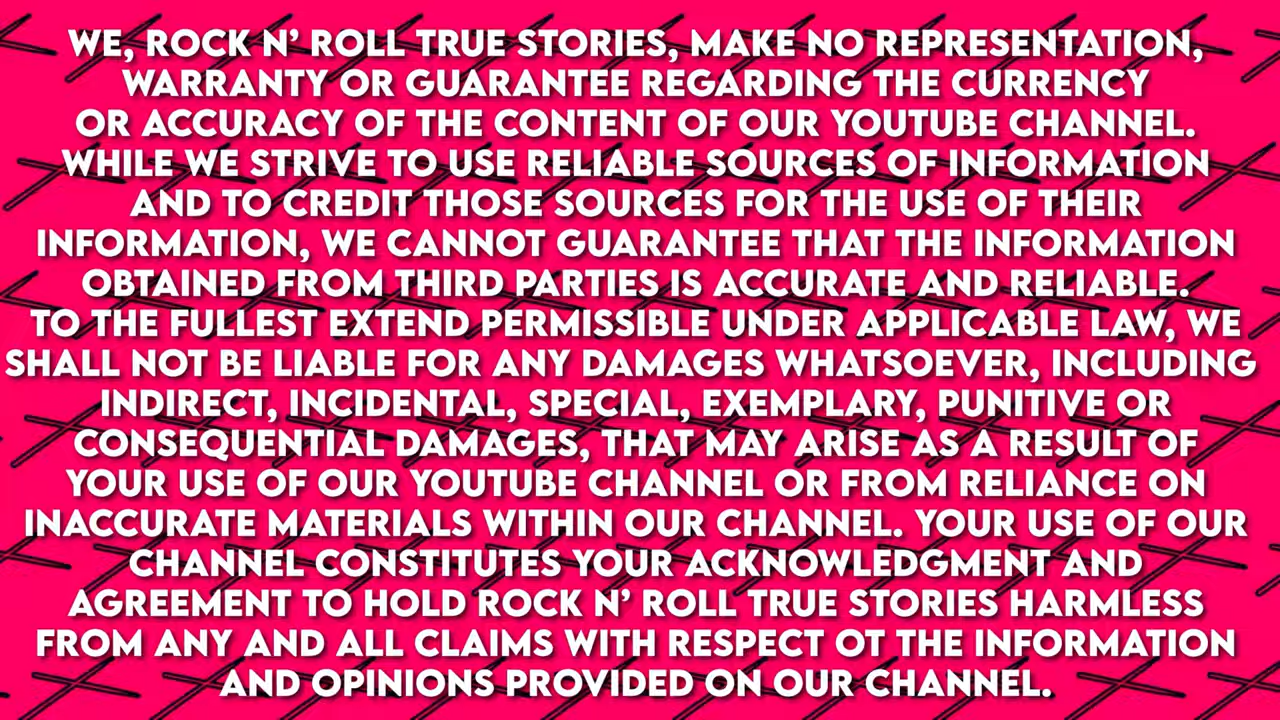 WE, ROCK N' ROLL TRUE STORIES, MAKE NO REPRESENTATION,
WARRANTY OR GUARANTEE REGARDING THE CURRENCY
OR ACCURACY OF THE CONTENT OF OUR YOUTUBE CHANNEL.
WHILE WE STRIVE TO USE RELIABLE SOURCES OF INFORMATION
AND TO CREDIT THOSE SOURCES FOR THE USE OF THEIR
INFORMATION, WE CANNOT GUARANTEE THAT THE INFORMATION
OBTAINED FROM THIRD PARTIES IS ACCURATE AND RELIABLE.
TO THE FULLEST EXTEND PERMISSIBLE UNDER APPLICABLE LAW, WE
SHALL NOT BE LIABLE FOR ANY DAMAGES WHATSOEVER, INCLUDING
INDIRECT, INCIDENTAL, SPECIAL, EXEMPLARY, PUNITIVE OR
CONSEQUENTIAL DAMAGES, THAT MAY ARISE AS A RESULT OF
YOUR USE OF OUR YOUTUBE CHANNEL OR FROM RELIANCE ON
INACCURATE MATERIALS WITHIN OUR CHANNEL. YOUR USE OF OUR
CHANNEL CONSTITUTES YOUR ACKNOWLEDGMENT AND
AGREEMENT TO HOLD ROCK N' ROLL TRUE STORIES HARMLESS
FROM ANY AND ALL CLAIMS WITH RESPECT OT THE INFORMATION
AND OPINIONS PROVIDED ON OUR CHANNEL.